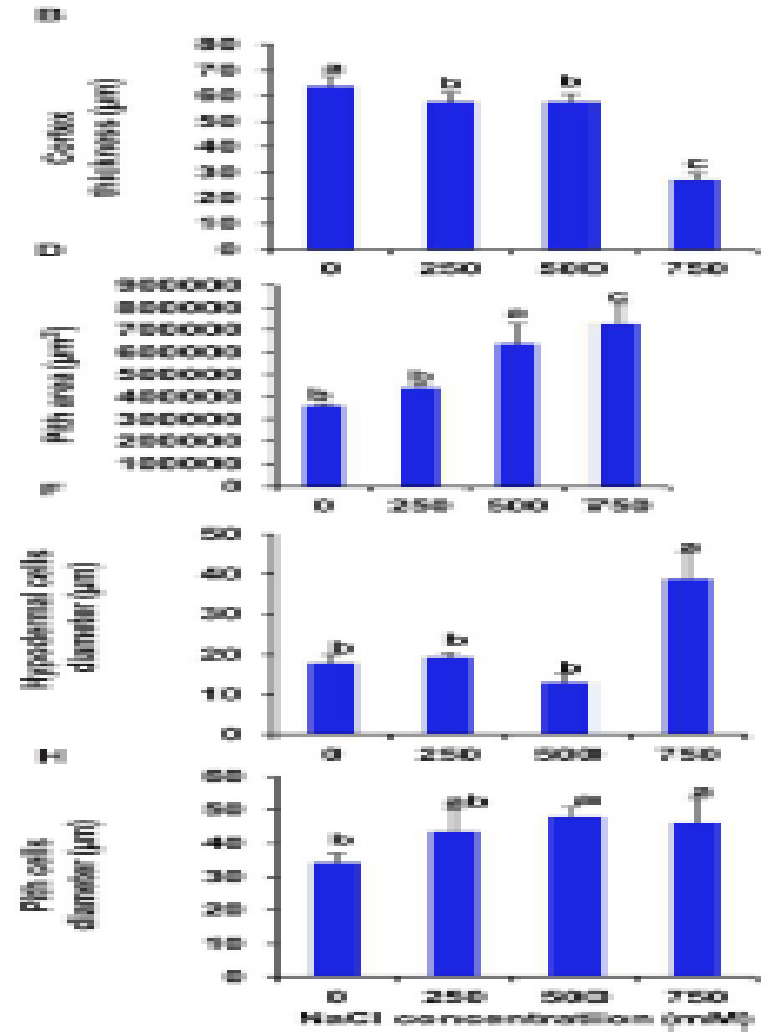 B
Cortex
thickness (µm)
80
70
60
50
40
30
20
10
0
a
b
b
0 250 500 750
D
Pith area (µm²)
900000
800000
700000
600000
500000
400000
300000
200000
100000
0
0 250 500 750
F
Hypodermal cells
diameter (µm)
50
40
30
20
10
0
b
b
b
a
0 250 500 750
H
Pith cells
diameter (µm)
60
50
40
30
20
10
0
b
ab
a
a
0 250 500 750
NaCl concentration (mM)